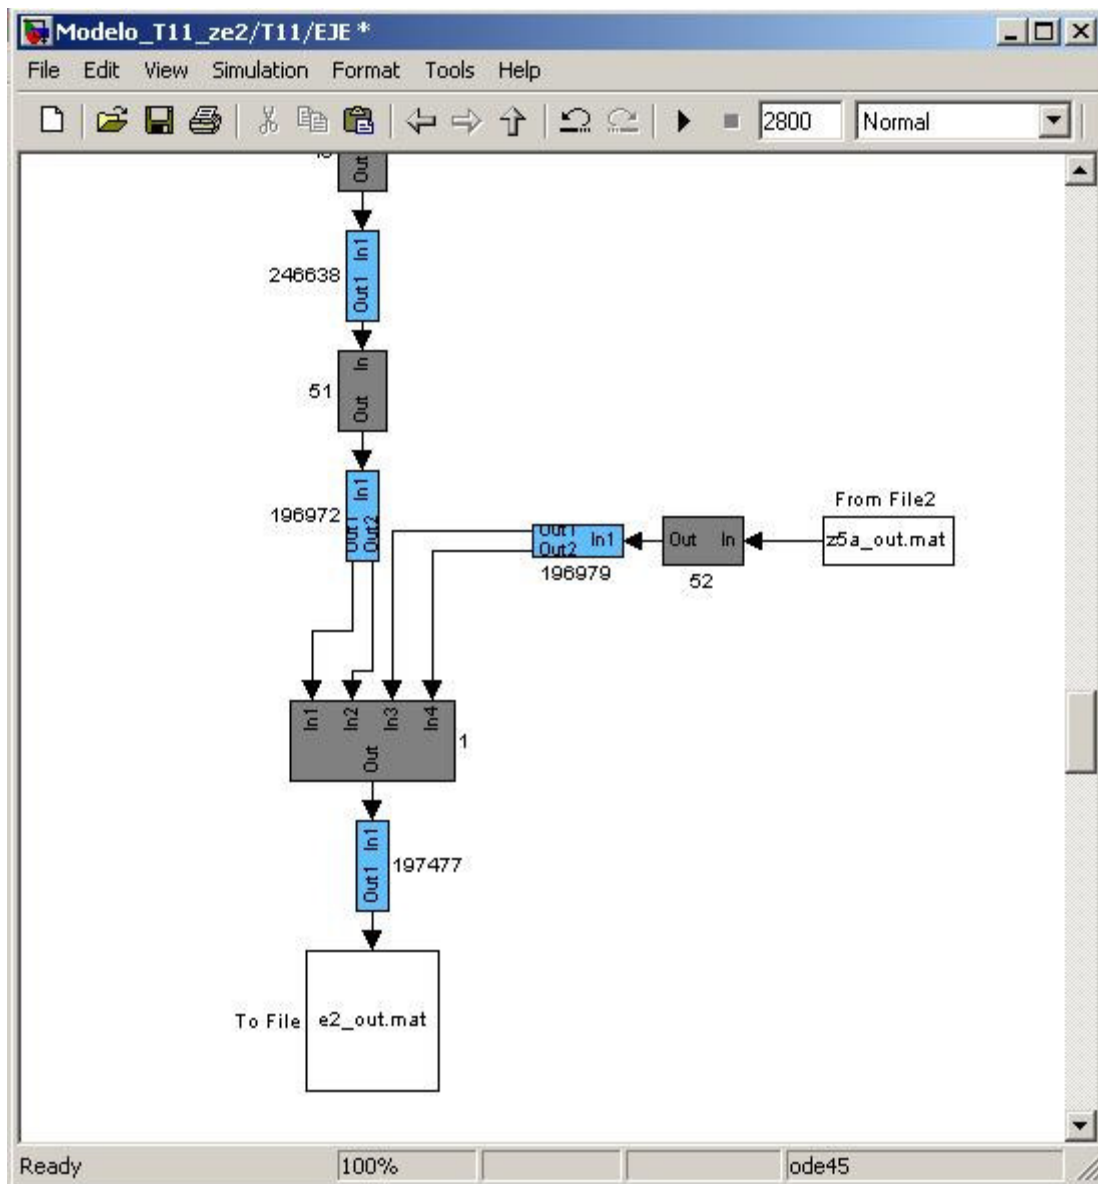 Modelo_T11_ze2/T11/EJE *
File Edit View Simulation Format Tools Help
2800 Normal
Out
In1
246638
Out1
In
51
Out
In1
196972
Out1 Out2
From File2
Out1 Out2 In1
Out In
z5a_out.mat
196979
52
In1 In2 In3 In4
1
Out
In1
197477
Out1
To File
e2_out.mat
Ready 100% ode45